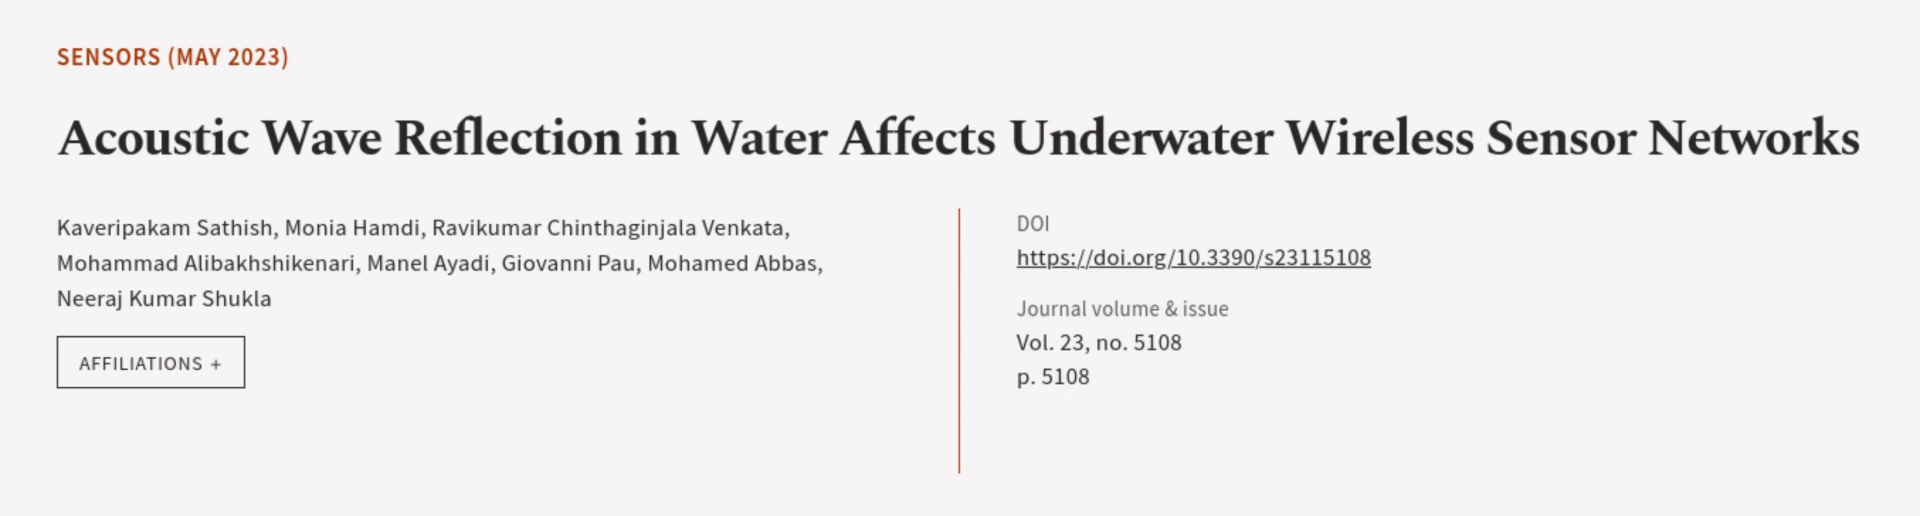 SENSORS (MAY 2023)
Acoustic Wave Reflection in Water Affects Underwater Wireless Sensor Networks
Kaveripakam Sathish, Monia Hamdi, Ravikumar Chinthaginjala Venkata,
Mohammad Alibakhshikenari, Manel Ayadi, Giovanni Pau, Mohamed Abbas,
Neeraj Kumar Shukla
AFFILIATIONS +
DOI
https://doi.org/10.3390/s23115108
Journal volume & issue
Vol. 23, no. 5108
p. 5108